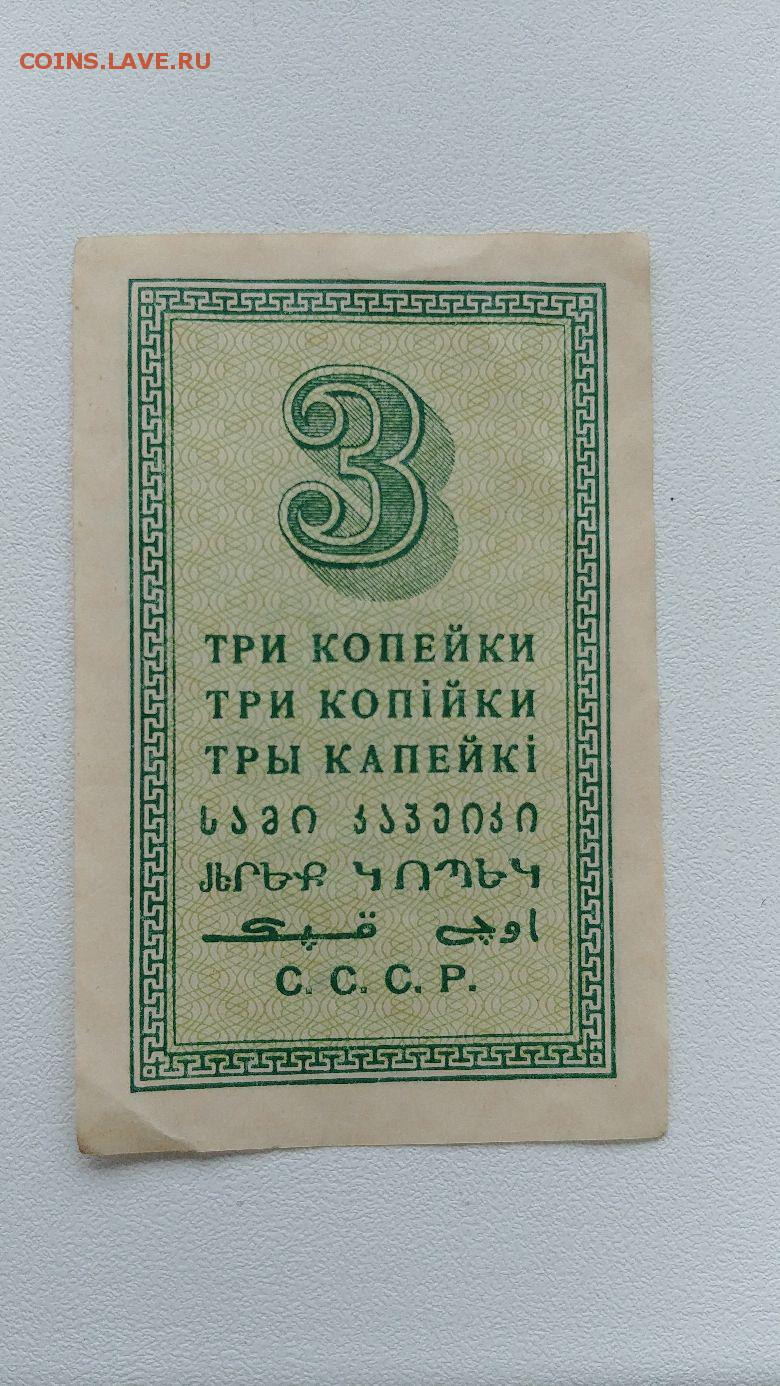 COINS.LAVE.RU
3
ТРИ КОПЕЙКИ
ТРИ КОПІЙКИ
ТРЫ КАПЕЙКІ
ᲡᲐᲛᲘ ᲙᲐᲞᲔᲘᲙᲘ
ԵՐԵՔ ԿՈՊԵԿ
اوچ قپیک
С. С. С. Р.